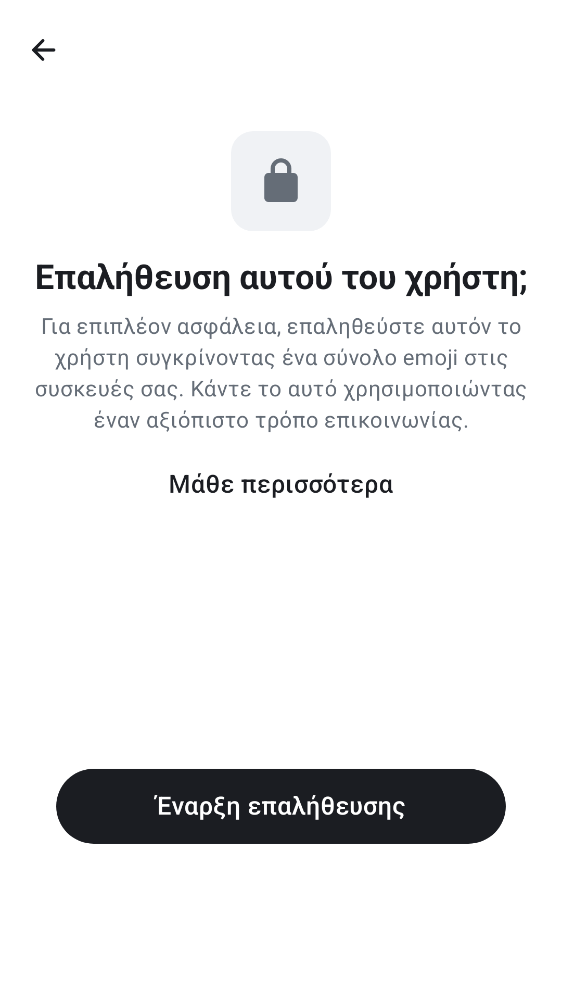 Επαλήθευση αυτού του χρήστη;
Για επιπλέον ασφάλεια, επαληθεύστε αυτόν το
χρήστη συγκρίνοντας ένα σύνολο emoji στις
συσκευές σας. Κάντε το αυτό χρησιμοποιώντας
έναν αξιόπιστο τρόπο επικοινωνίας.
Μάθε περισσότερα
Έναρξη επαλήθευσης